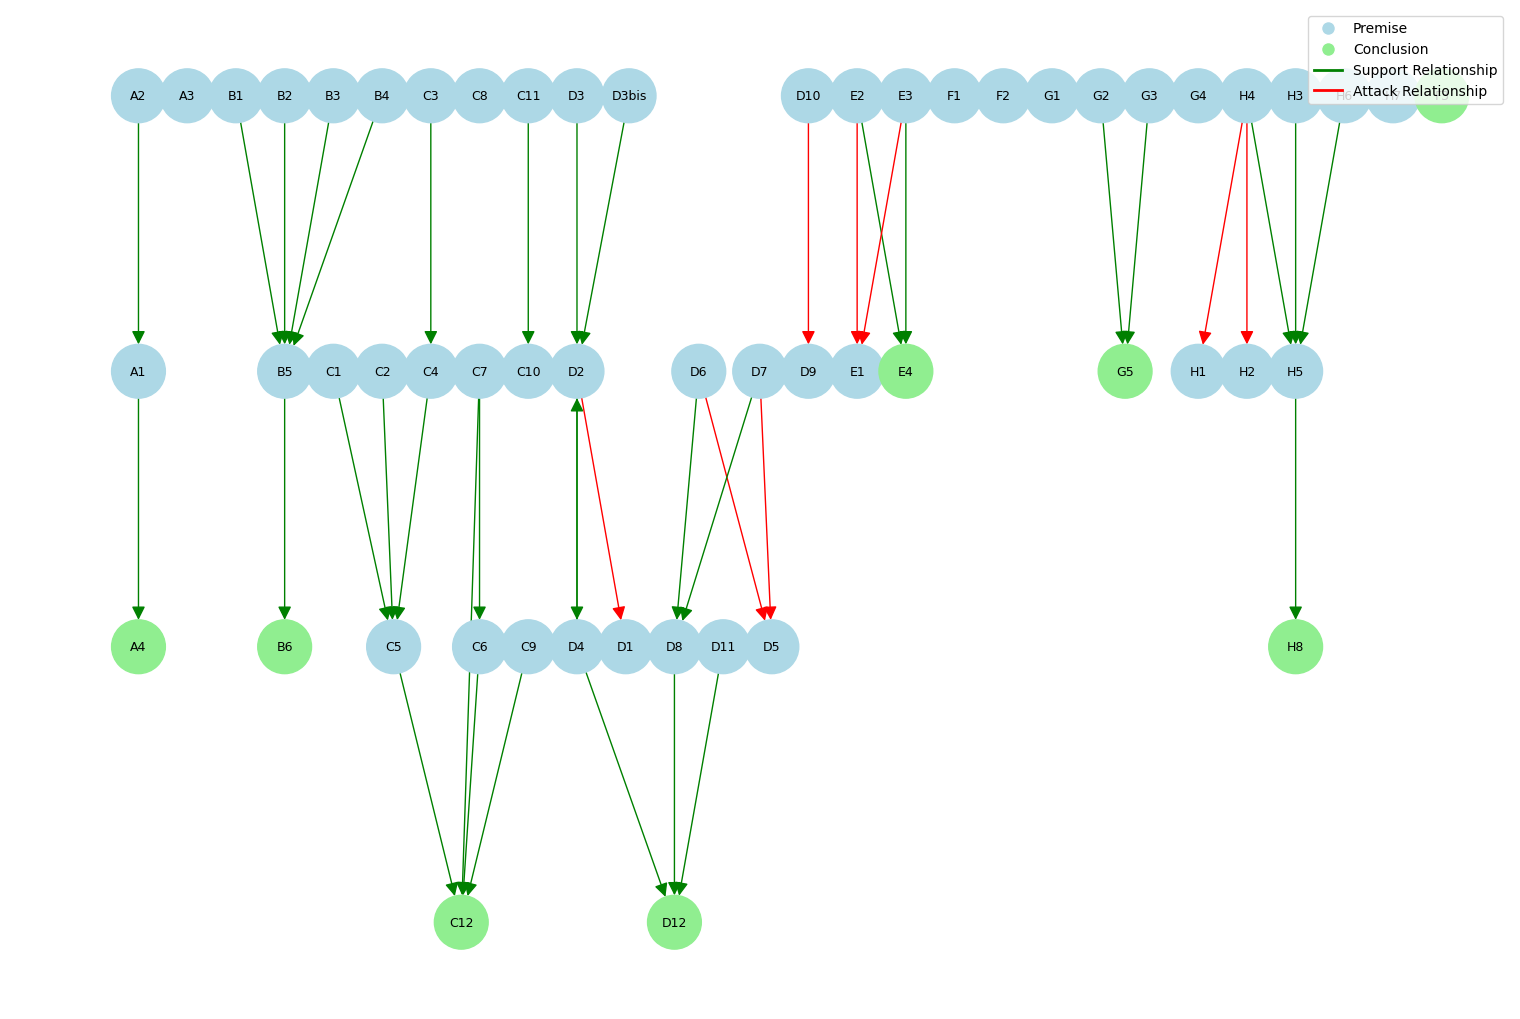 Premise
Conclusion
Support Relationship
Attack Relationship
A2 A3 B1 B2 B3 B4 C3 C8 C11 D3 D3bis D10 E2 E3 F1 F2 G1 G2 G3 G4 H4 H3 H6 H7
A1 B5 C1 C2 C4 C7 C10 D2 D6 D7 D9 E1 E4 G5 H1 H2 H5
A4 B6 C5 C6 C9 D4 D1 D8 D11 D5 H8
C12 D12